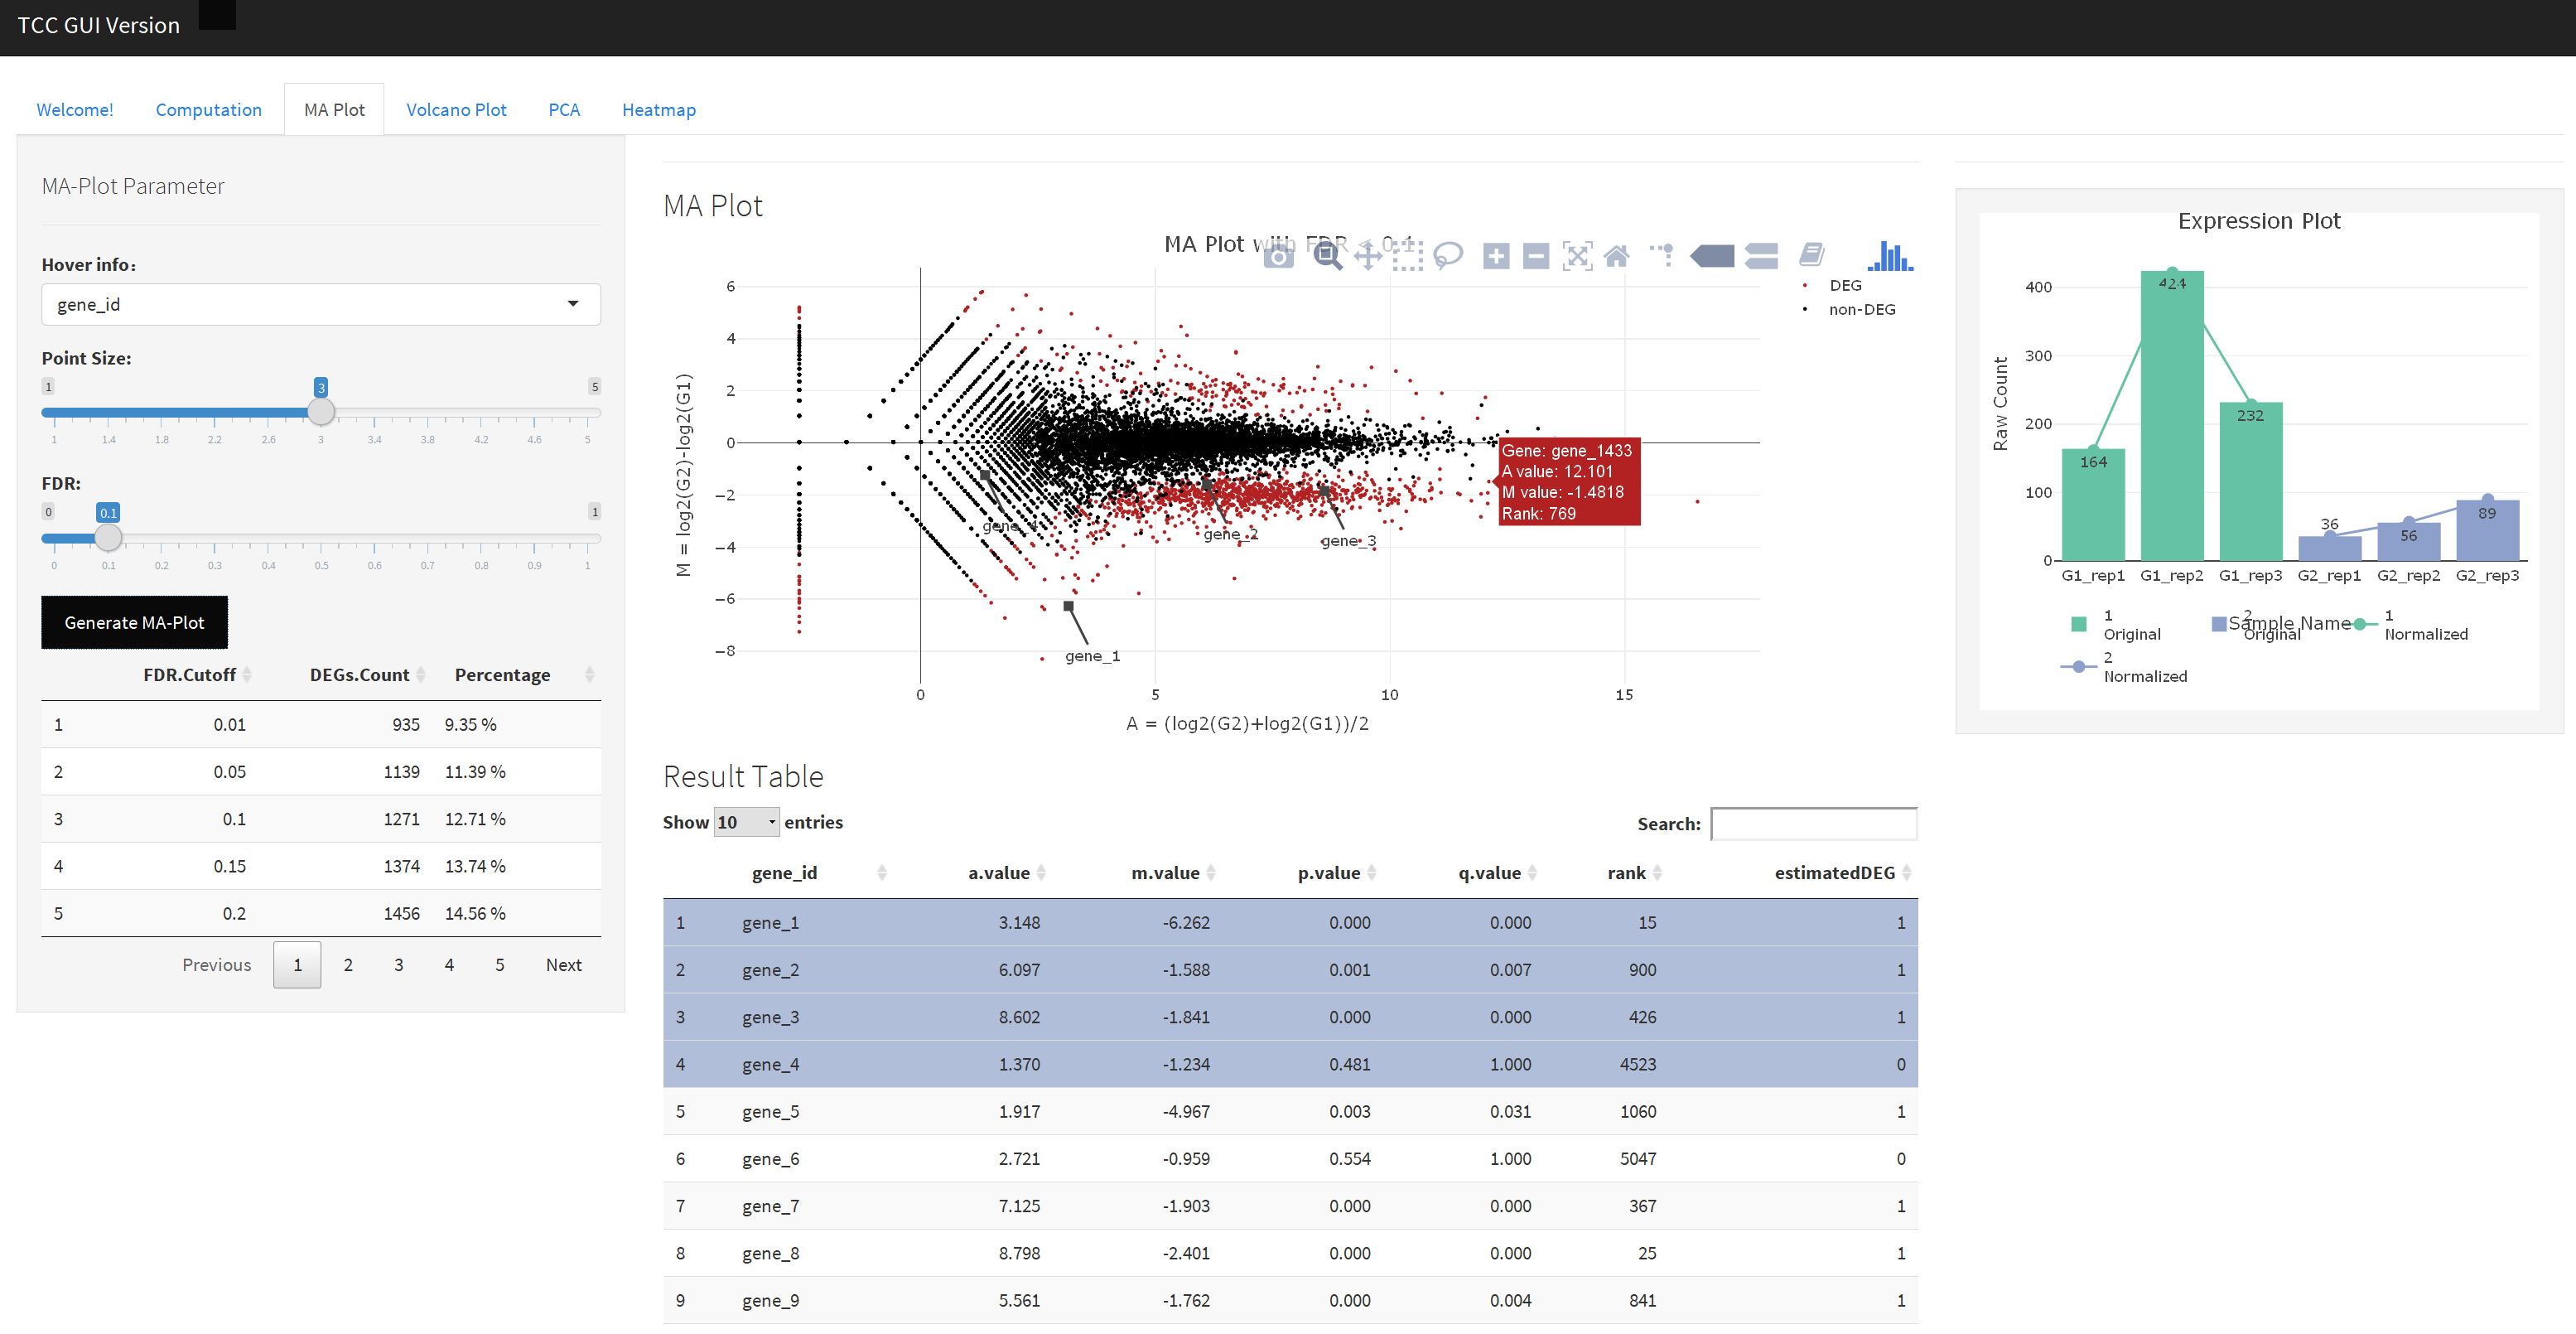 TCC GUI Version
Welcome! Computation MA Plot Volcano Plot PCA Heatmap
MA-Plot Parameter
Hover info:
gene_id
Point Size:
1 3 5
1 1.4 1.8 2.2 2.6 3 3.4 3.8 4.2 4.6 5
FDR:
0 0.1 1
0 0.1 0.2 0.3 0.4 0.5 0.6 0.7 0.8 0.9 1
Generate MA-Plot
FDR.Cutoff DEGs.Count Percentage
1 0.01 935 9.35 %
2 0.05 1139 11.39 %
3 0.1 1271 12.71 %
4 0.15 1374 13.74 %
5 0.2 1456 14.56 %
Previous 1 2 3 4 5 Next
MA Plot
MA Plot with FDR < 0.1
DEG
non-DEG
M = log2(G2)-log2(G1)
6
4
2
0
−2
−4
−6
−8
Gene: gene_1433
A value: 12.101
M value: -1.4818
Rank: 769
gene_4
gene_2
gene_3
gene_1
0 5 10 15
A = (log2(G2)+log2(G1))/2
Result Table
Show 10 entries
Search:
gene_id a.value m.value p.value q.value rank estimatedDEG
1 gene_1 3.148 -6.262 0.000 0.000 15 1
2 gene_2 6.097 -1.588 0.001 0.007 900 1
3 gene_3 8.602 -1.841 0.000 0.000 426 1
4 gene_4 1.370 -1.234 0.481 1.000 4523 0
5 gene_5 1.917 -4.967 0.003 0.031 1060 1
6 gene_6 2.721 -0.959 0.554 1.000 5047 0
7 gene_7 7.125 -1.903 0.000 0.000 367 1
8 gene_8 8.798 -2.401 0.000 0.000 25 1
9 gene_9 5.561 -1.762 0.000 0.004 841 1
Expression Plot
Raw Count
400
300
200
100
0
164
424
232
36
56
89
G1_rep1 G1_rep2 G1_rep3 G2_rep1 G2_rep2 G2_rep3
Sample Name
1
Original
2
Original
1
Normalized
2
Normalized